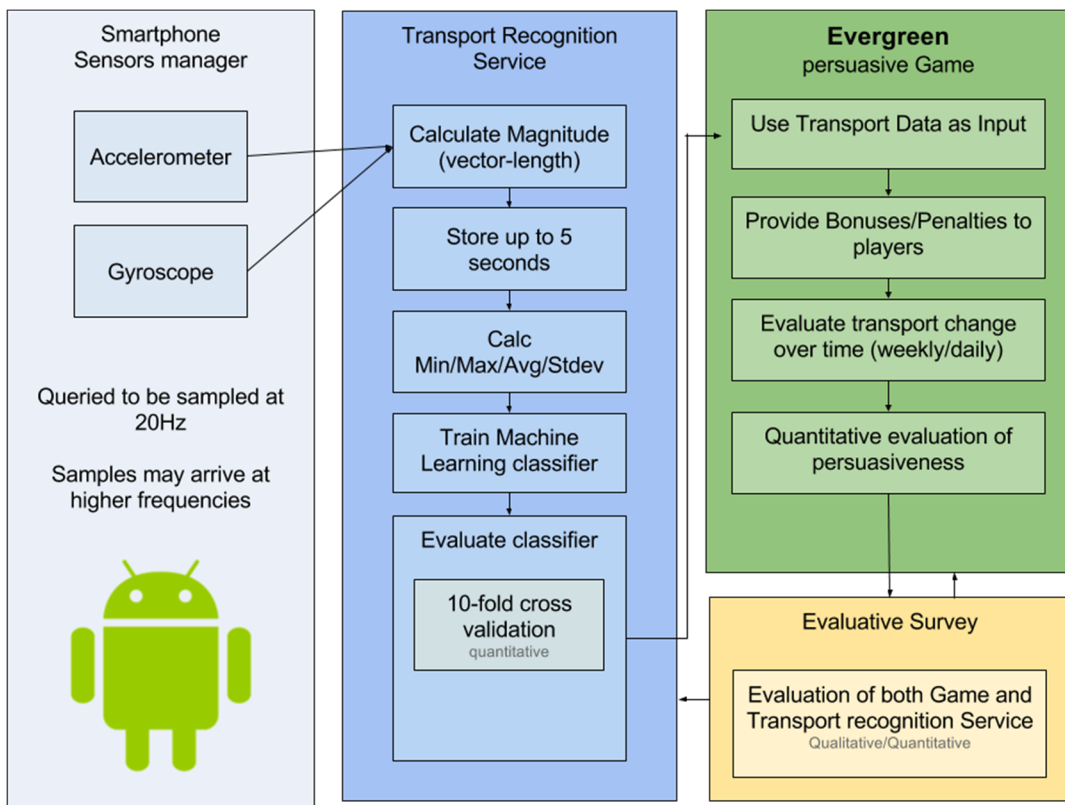 Smartphone
Sensors manager
Accelerometer
Gyroscope
Queried to be sampled at
20Hz
Samples may arrive at
higher frequencies
Transport Recognition
Service
Calculate Magnitude
(vector-length)
Store up to 5
seconds
Calc
Min/Max/Avg/Stdev
Train Machine
Learning classifier
Evaluate classifier
10-fold cross
validation
quantitative
Evergreen
persuasive Game
Use Transport Data as Input
Provide Bonuses/Penalties to
players
Evaluate transport change
over time (weekly/daily)
Quantitative evaluation of
persuasiveness
Evaluative Survey
Evaluation of both Game and
Transport recognition Service
Qualitative/Quantitative